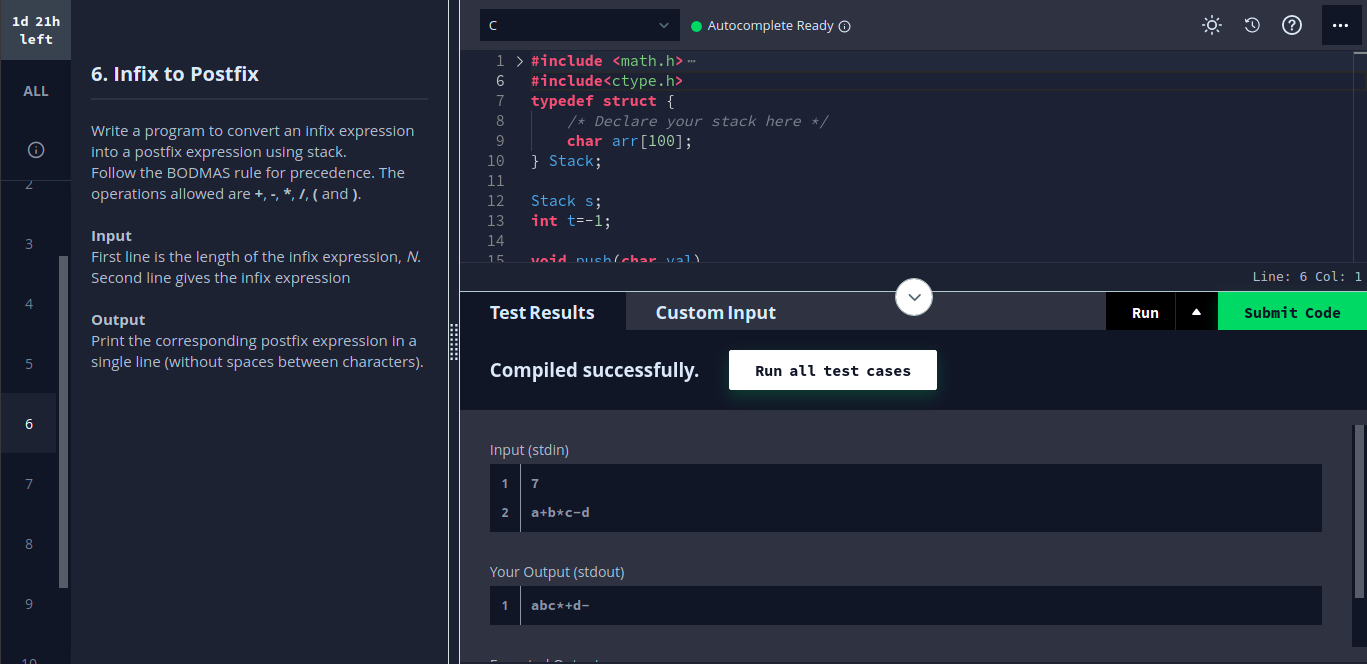 1d 21h
left
ALL
2
3
4
5
6
7
8
9
10
6. Infix to Postfix
Write a program to convert an infix expression
into a postfix expression using stack.
Follow the BODMAS rule for precedence. The
operations allowed are +, -, *, /, ( and ).
Input
First line is the length of the infix expression, N.
Second line gives the infix expression
Output
Print the corresponding postfix expression in a
single line (without spaces between characters).
C
Autocomplete Ready
1 #include <math.h>
6 #include<ctype.h>
7 typedef struct {
8 /* Declare your stack here */
9 char arr[100];
10 } Stack;
11
12 Stack s;
13 int t=-1;
14
15 void push(char val)
Line: 6 Col: 1
Test Results
Custom Input
Run
Submit Code
Compiled successfully.
Run all test cases
Input (stdin)
1 7
2 a+b*c-d
Your Output (stdout)
1 abc*+d-
Expected Output